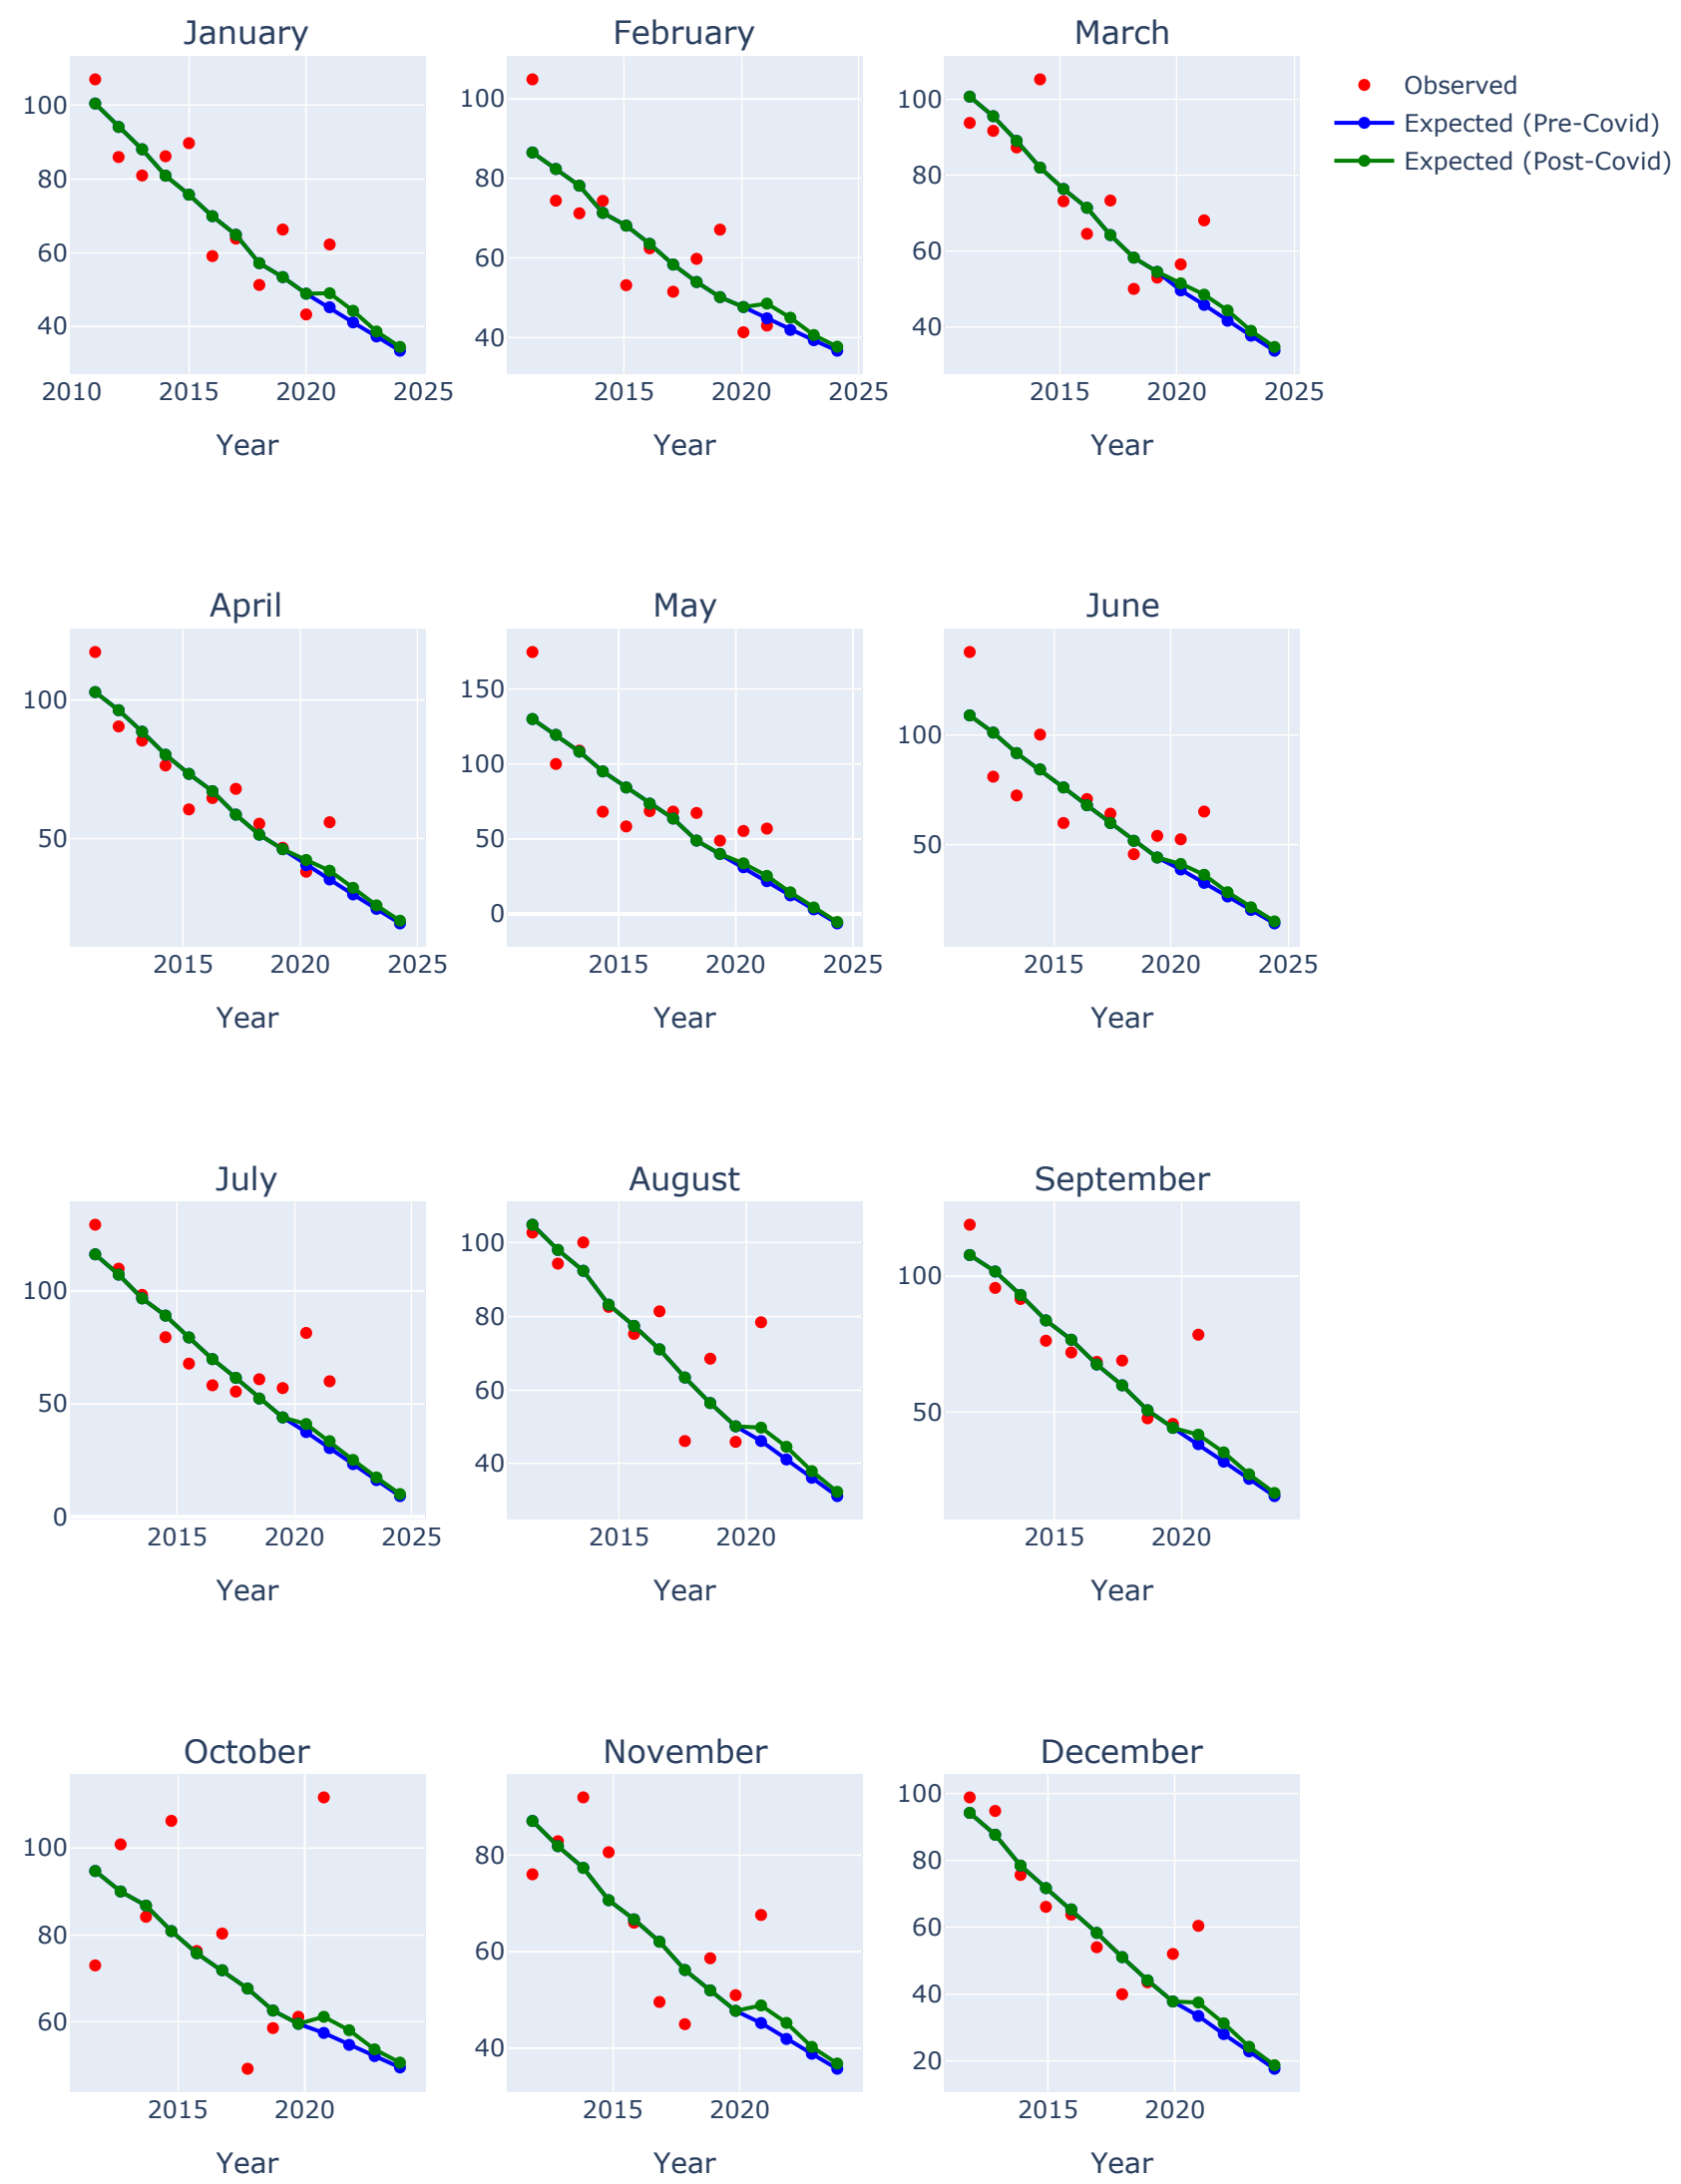 January February March
Observed
Expected (Pre-Covid)
Expected (Post-Covid)
100
80
60
40
2010 2015 2020 2025
Year
100
80
60
40
2015 2020 2025
Year
100
80
60
40
2015 2020 2025
Year
April May June
100
50
2015 2020 2025
Year
150
100
50
0
2015 2020 2025
Year
100
50
2015 2020 2025
Year
July August September
100
50
0
2015 2020 2025
Year
100
80
60
40
2015 2020
Year
100
50
2015 2020
Year
October November December
100
80
60
2015 2020
Year
80
60
40
2015 2020
Year
100
80
60
40
20
2015 2020
Year